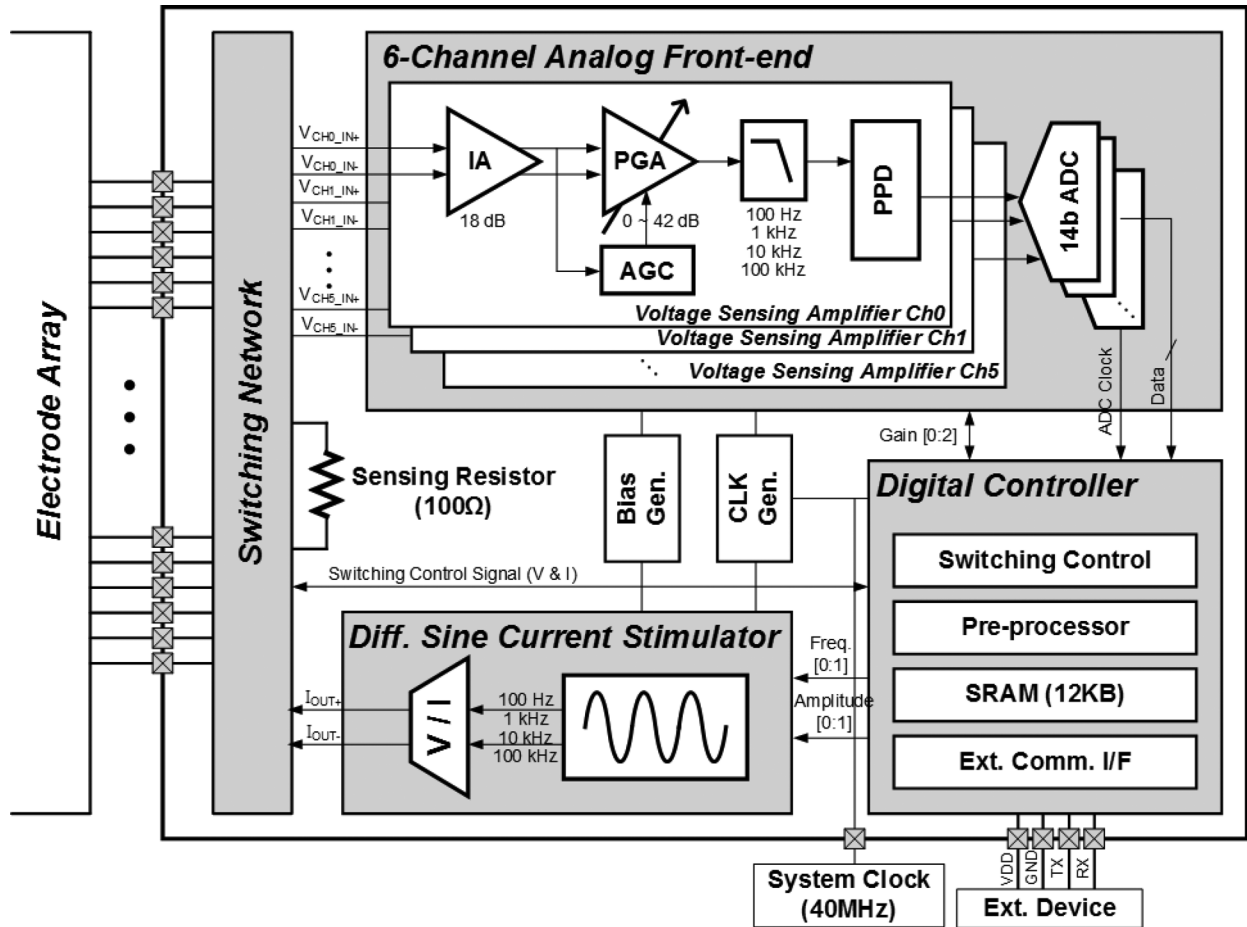 6-Channel Analog Front-end
VCH0_IN+
VCH0_IN-
VCH1_IN+
VCH1_IN-
VCH5_IN+
VCH5_IN-
IA
18 dB
PGA
0 ~ 42 dB
AGC
100 Hz
1 kHz
10 kHz
100 kHz
PPD
14b ADC
Voltage Sensing Amplifier Ch0
Voltage Sensing Amplifier Ch1
Voltage Sensing Amplifier Ch5
Electrode Array
Switching Network
Sensing Resistor
(100Ω)
Bias
Gen.
CLK
Gen.
Gain [0:2]
ADC Clock
Data
Digital Controller
Switching Control
Pre-processor
SRAM (12KB)
Ext. Comm. I/F
Switching Control Signal (V & I)
Diff. Sine Current Stimulator
IOUT+
IOUT-
V / I
100 Hz
1 kHz
10 kHz
100 kHz
Freq.
[0:1]
Amplitude
[0:1]
VDD
GND
TX
RX
System Clock
(40MHz)
Ext. Device